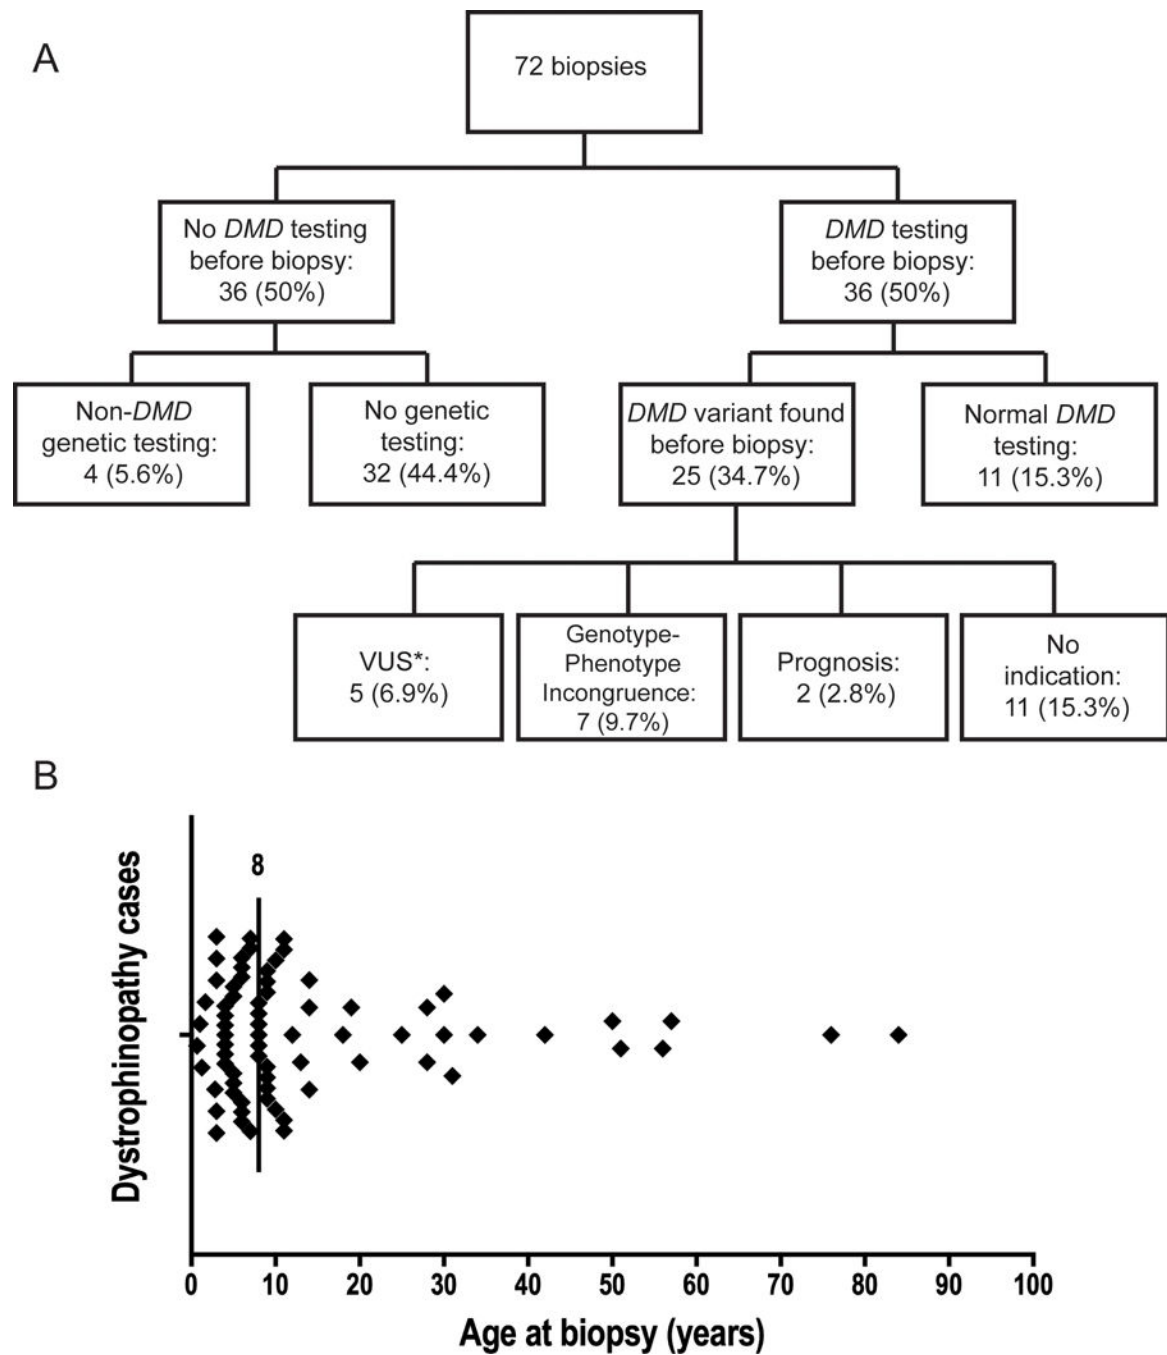 A
72 biopsies
No DMD testing
before biopsy:
36 (50%)
DMD testing
before biopsy:
36 (50%)
Non-DMD
genetic testing:
4 (5.6%)
No genetic
testing:
32 (44.4%)
DMD variant found
before biopsy:
25 (34.7%)
Normal DMD
testing:
11 (15.3%)
VUS*:
5 (6.9%)
Genotype-
Phenotype
Incongruence:
7 (9.7%)
Prognosis:
2 (2.8%)
No
indication:
11 (15.3%)
B
8
Dystrophinopathy cases
0 10 20 30 40 50 60 70 80 90 100
Age at biopsy (years)